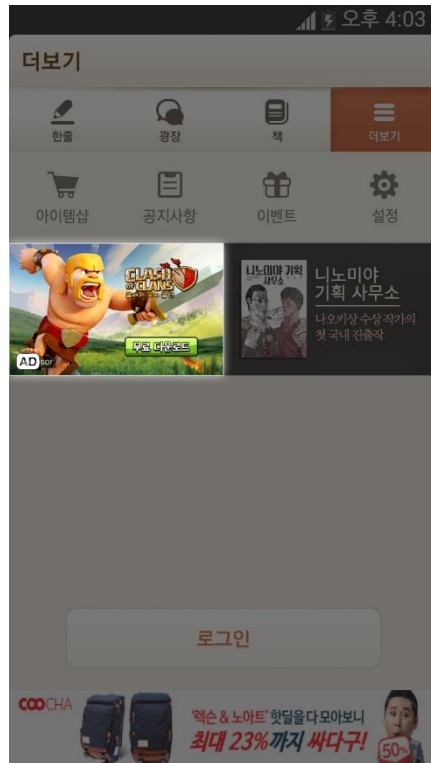 오후 4:03
더보기
한줄
광장
책
더보기
아이템샵
공지사항
이벤트
설정
CLASH
OF CLANS
무료 다운로드
AD
sor
니노미야 기획
사무소
니노미야
기획 사무소
나오키상 수상 작가의
첫 국내 진출작
로그인
COOCHA
'렉슨 & 노아트' 핫딜을 다 모아보니
최대 23%까지 싸다구!
50%